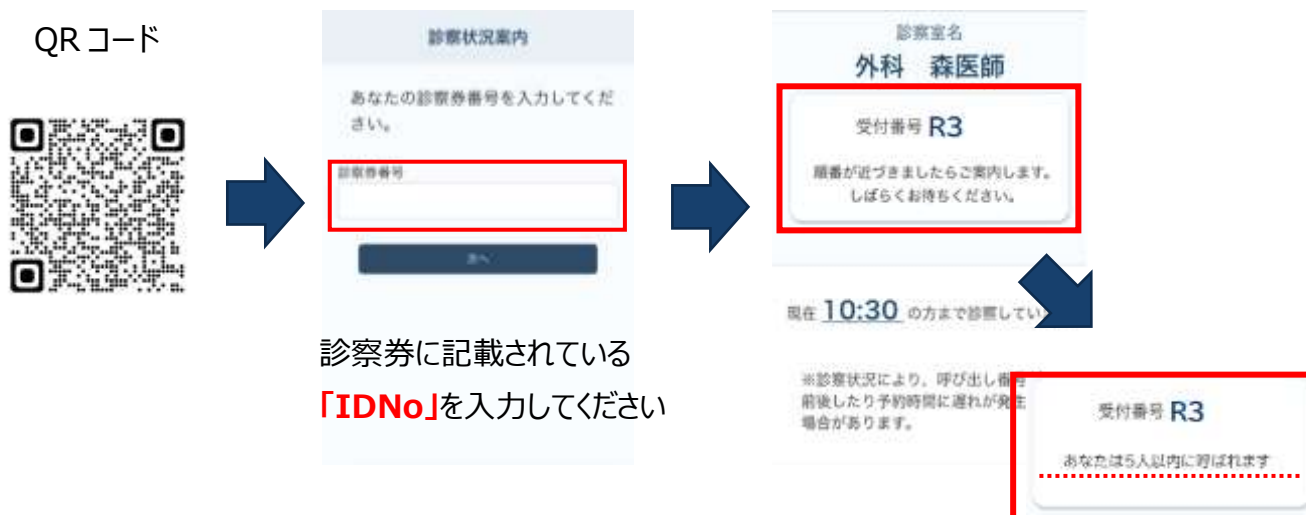 QRコード
診察状況案内
あなたの診察券番号を入力してくだ
さい。
診察券番号
次へ
診察券に記載されている
「IDNo」を入力してください
診察室名
外科 森医師
受付番号 R3
順番が近づきましたらご案内します。
しばらくお待ちください。
現在 10:30 の方まで診察してい
※診察状況により、呼び出し番号
前後したり予約時間に遅れが発生
場合があります。
受付番号 R3
あなたは5人以内に呼ばれます